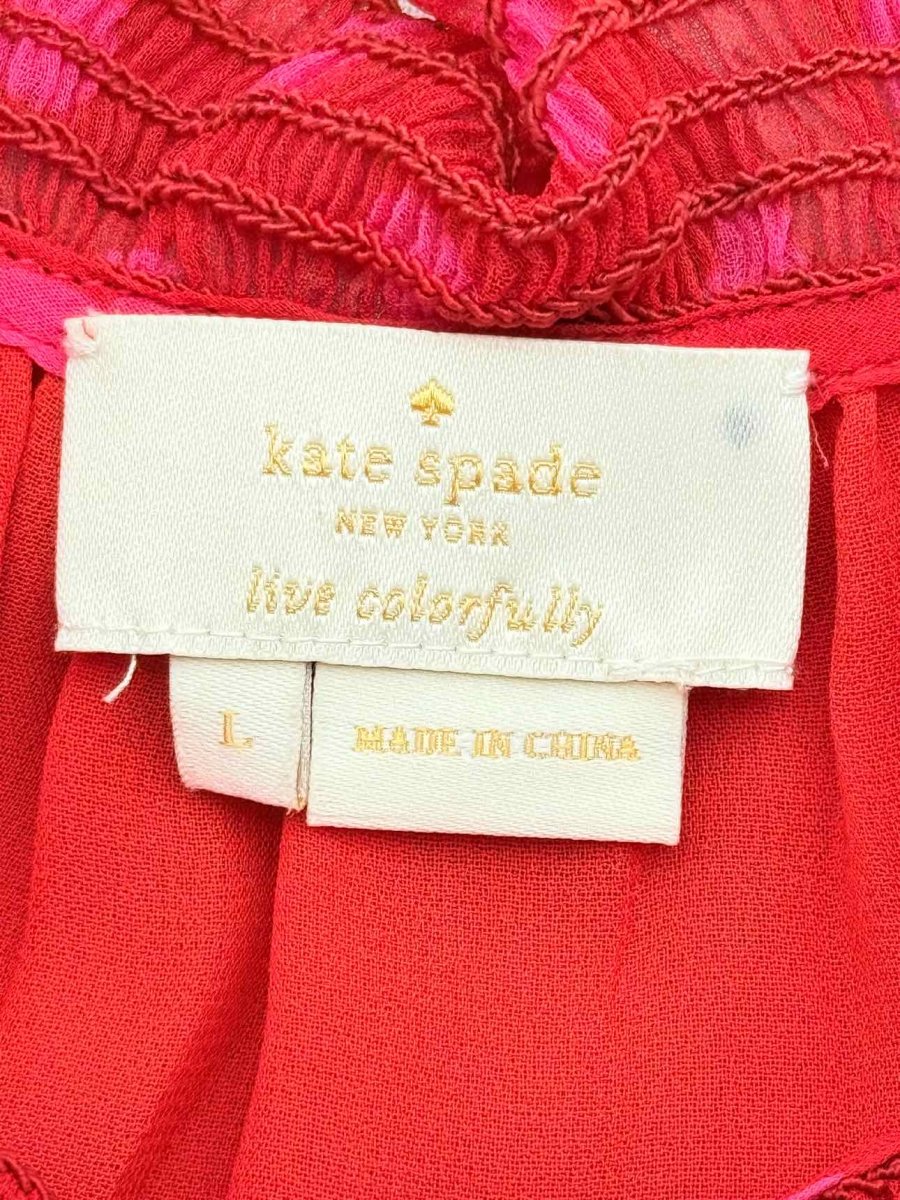 kate spade
NEW YORK
live colorfully
L
MADE IN CHINA